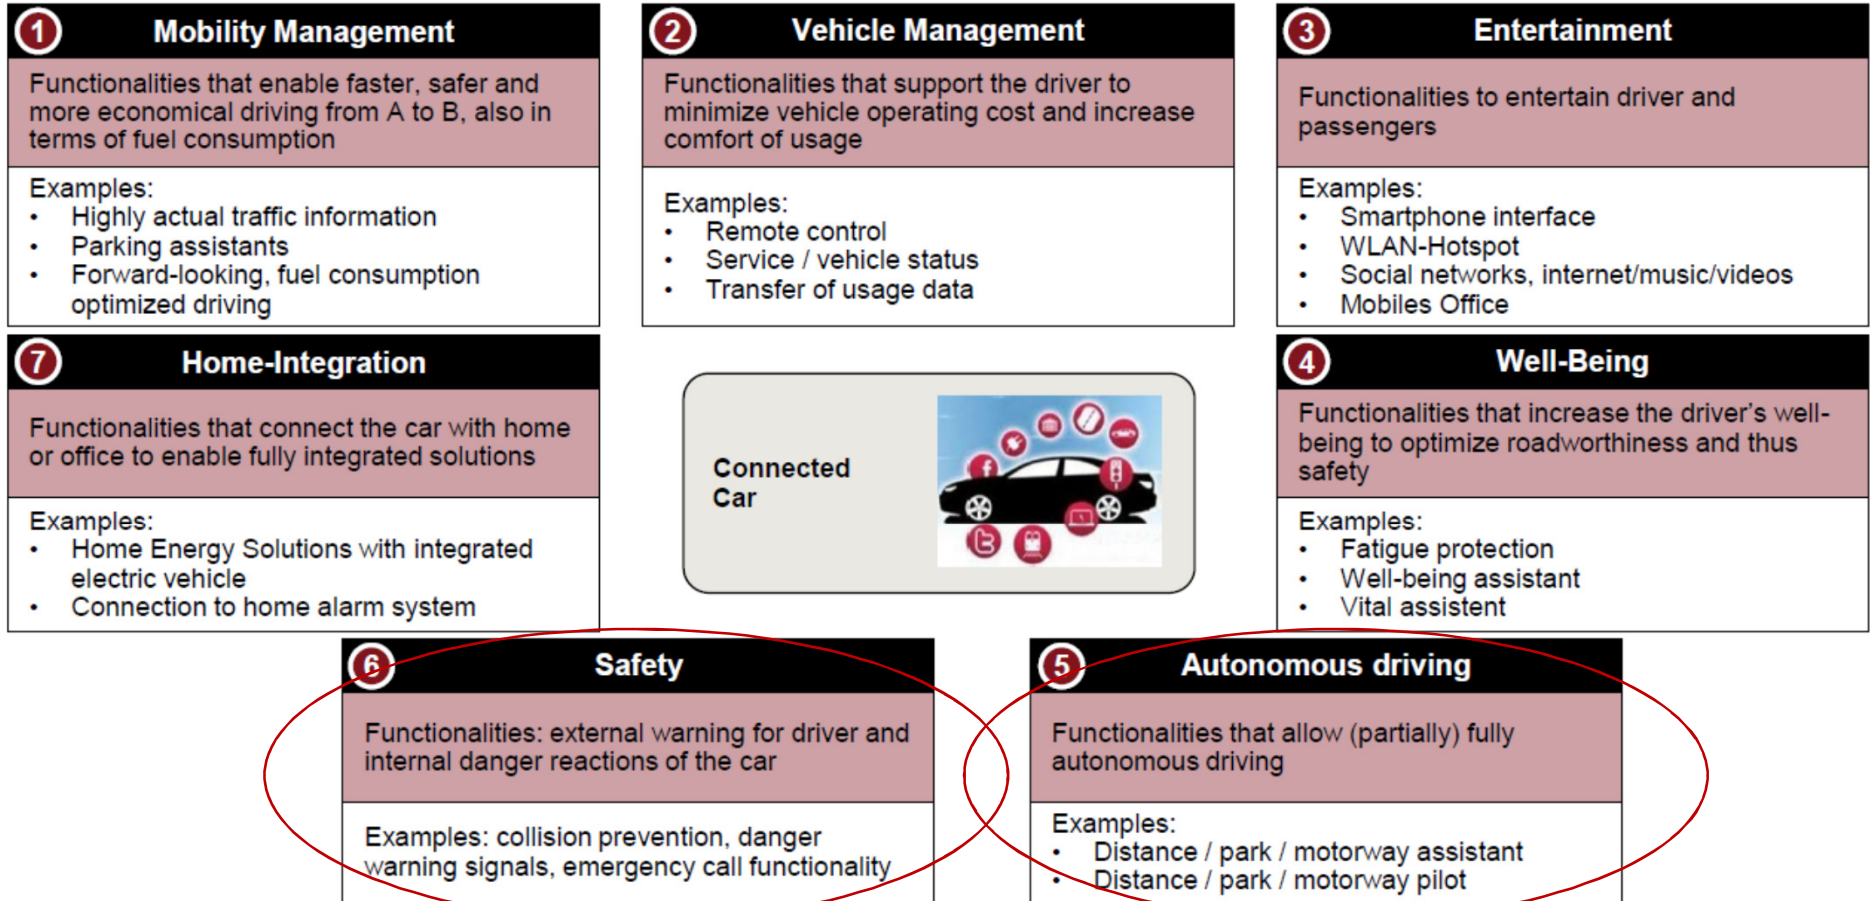 1 Mobility Management
Functionalities that enable faster, safer and
more economical driving from A to B, also in
terms of fuel consumption
Examples:
• Highly actual traffic information
• Parking assistants
• Forward-looking, fuel consumption
optimized driving
2 Vehicle Management
Functionalities that support the driver to
minimize vehicle operating cost and increase
comfort of usage
Examples:
• Remote control
• Service / vehicle status
• Transfer of usage data
3 Entertainment
Functionalities to entertain driver and
passengers
Examples:
• Smartphone interface
• WLAN-Hotspot
• Social networks, internet/music/videos
• Mobiles Office
7 Home-Integration
Functionalities that connect the car with home
or office to enable fully integrated solutions
Examples:
• Home Energy Solutions with integrated
electric vehicle
• Connection to home alarm system
Connected
Car
4 Well-Being
Functionalities that increase the driver's well-
being to optimize roadworthiness and thus
safety
Examples:
• Fatigue protection
• Well-being assistant
• Vital assistent
6 Safety
Functionalities: external warning for driver and
internal danger reactions of the car
Examples: collision prevention, danger
warning signals, emergency call functionality
5 Autonomous driving
Functionalities that allow (partially) fully
autonomous driving
Examples:
• Distance / park / motorway assistant
• Distance / park / motorway pilot